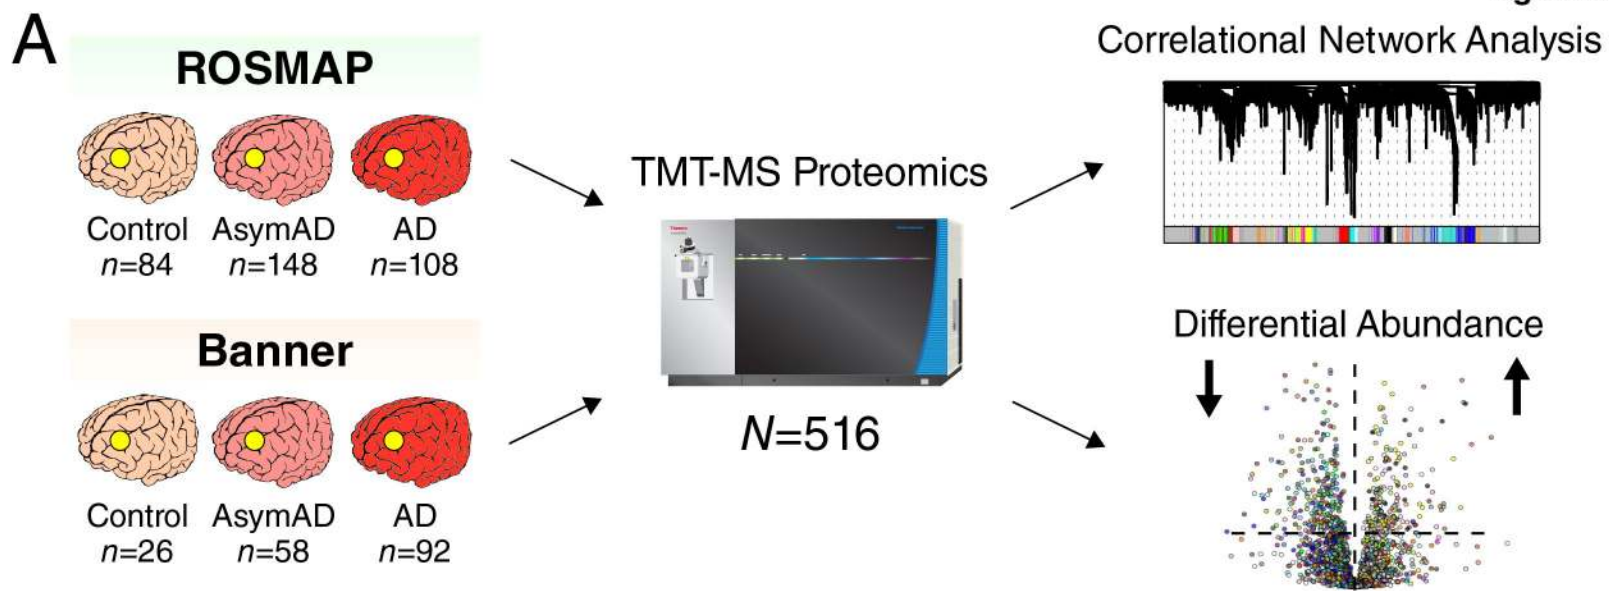 A
ROSMAP
Control AsymAD AD
n=84 n=148 n=108
Banner
Control AsymAD AD
n=26 n=58 n=92
TMT-MS Proteomics
N=516
Correlational Network Analysis
Differential Abundance